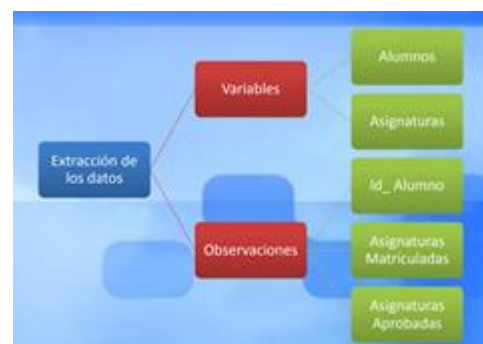 Extracción de
los datos
Variables
Alumnos
Asignaturas
Observaciones
Id_ Alumno
Asignaturas
Matriculadas
Asignaturas
Aprobadas